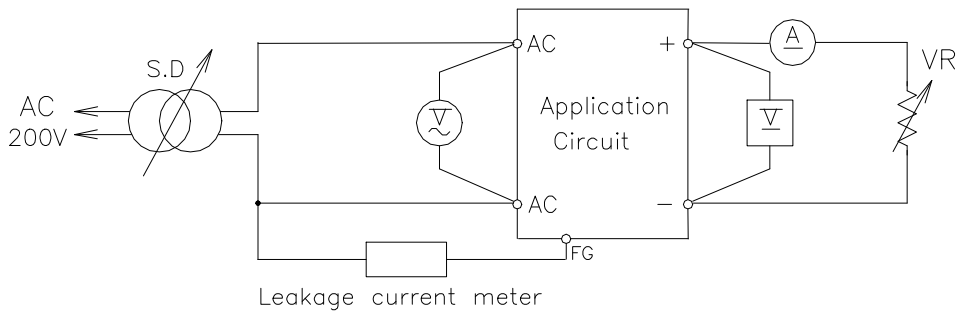 S.D
AC
200V
AC
V
AC
Application
Circuit
+
−
FG
A
V
VR
Leakage current meter